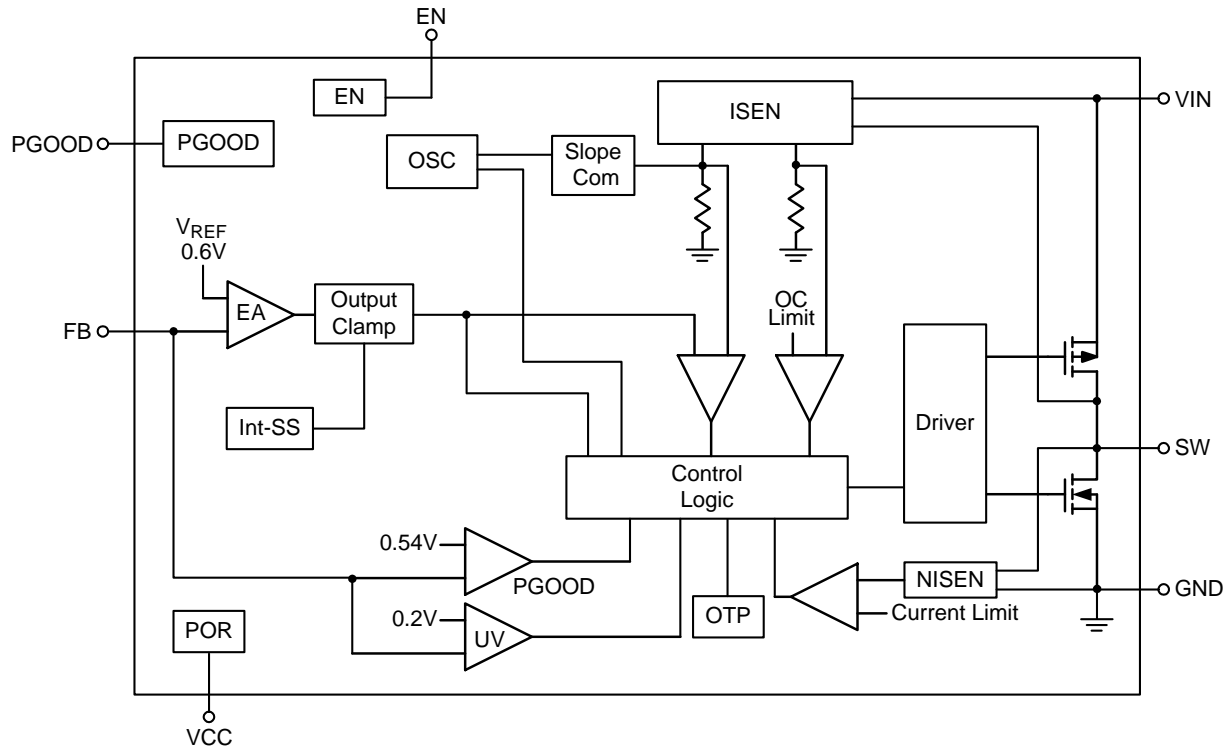 EN
EN
ISEN
VIN
PGOOD
PGOOD
OSC
Slope
Com
VREF
0.6V
EA
Output
Clamp
OC
Limit
FB
Int-SS
Driver
SW
Control
Logic
0.54V
PGOOD
NISEN
GND
Current Limit
0.2V
UV
OTP
POR
VCC